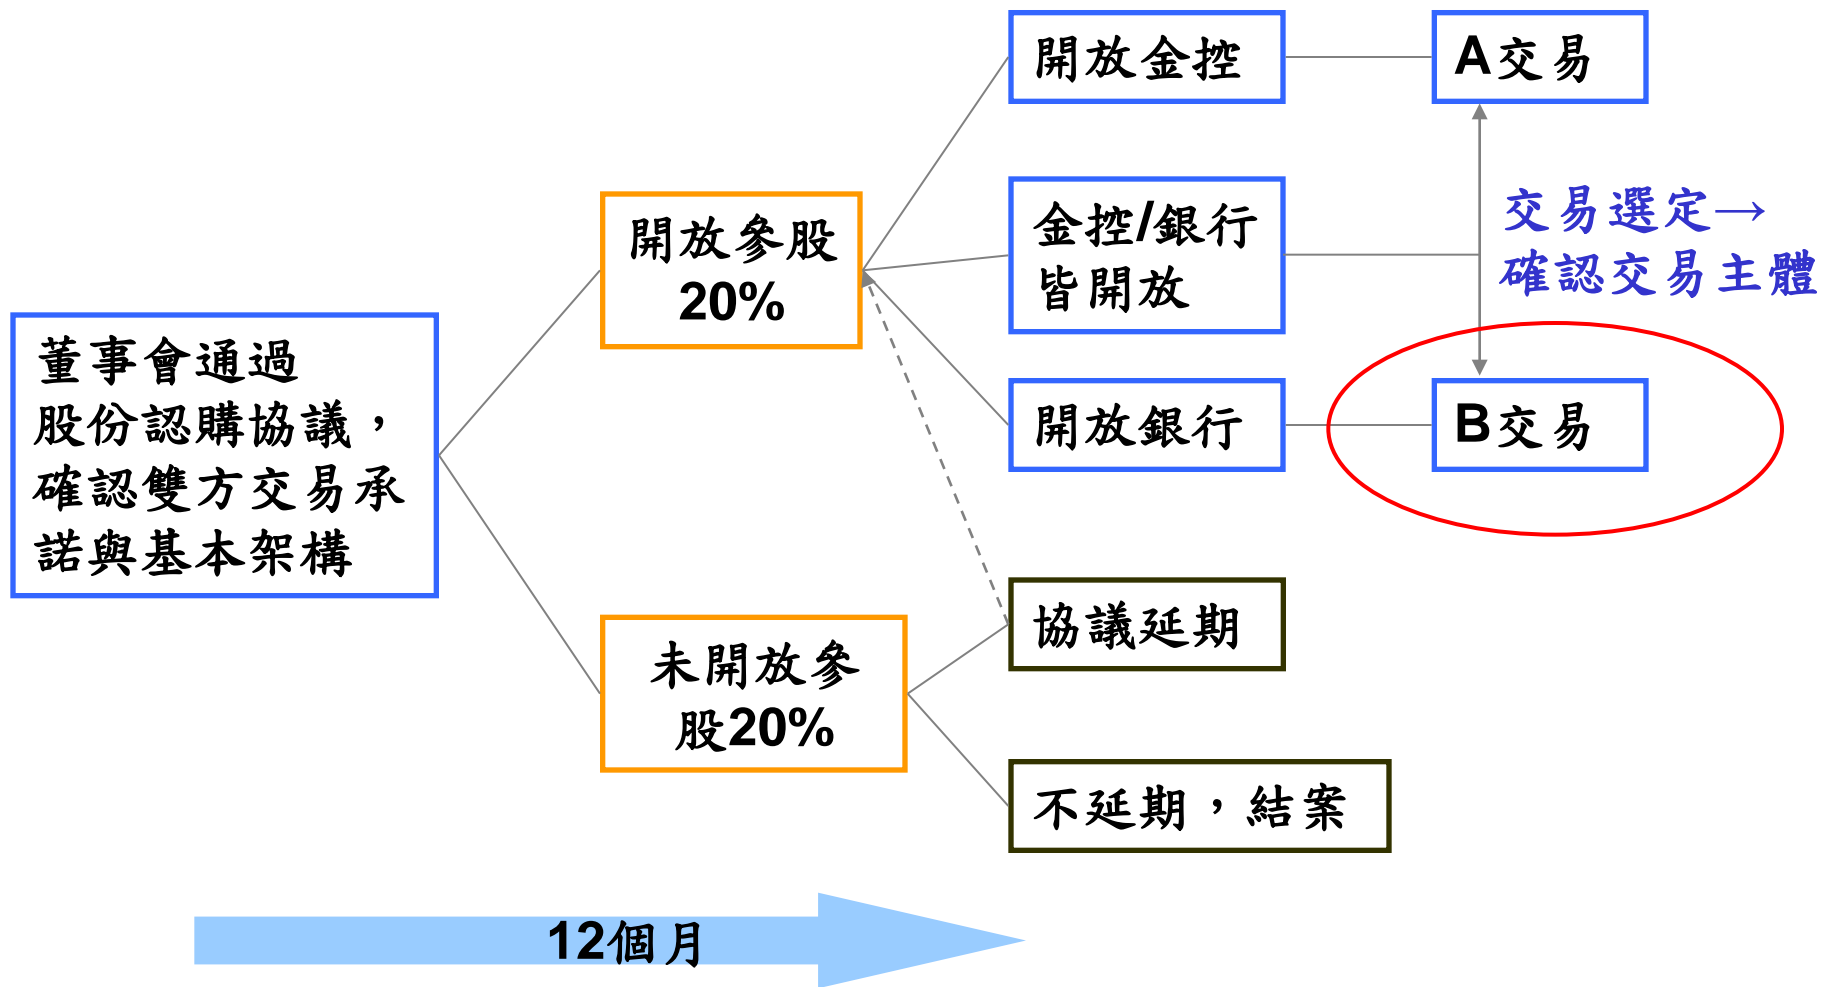 董事會通過
股份認購協議，
確認雙方交易承
諾與基本架構
開放參股
20%
未開放參
股20%
開放金控
金控/銀行
皆開放
開放銀行
協議延期
不延期，結案
A交易
交易選定→
確認交易主體
B交易
12個月